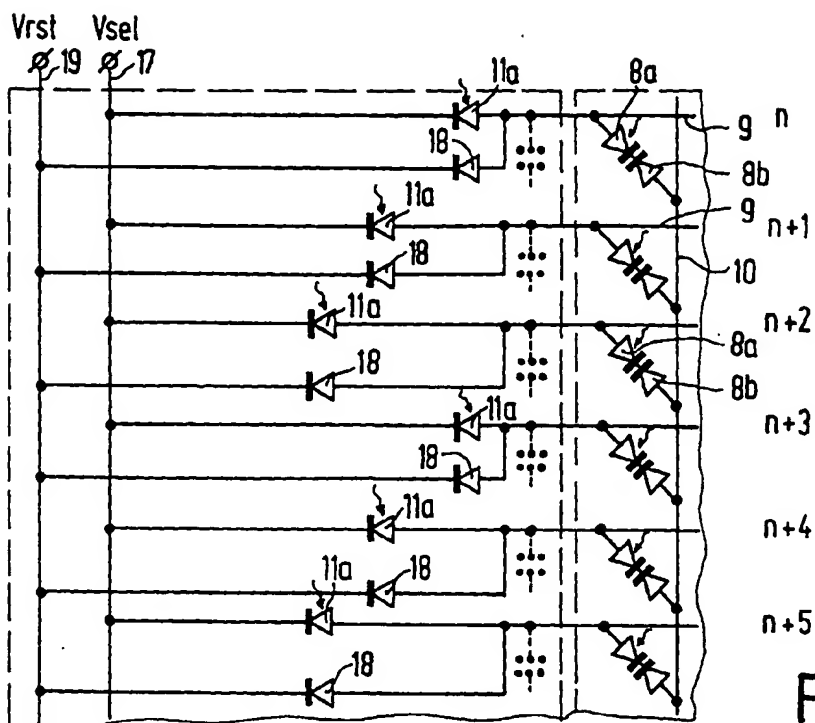 Vrst Vsel
19 17
11a 8a
9 n
18 8b
11a 9 n+1
18 10
11a n+2
18 8a
8b
11a n+3
18
11a n+4
18
11a n+5
18
F